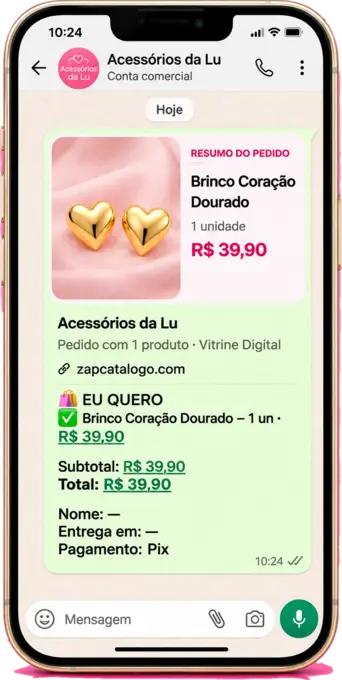 10:24
Acessórios da Lu
Acessórios
da Lu
Conta comercial
Hoje
RESUMO DO PEDIDO
Brinco Coração
Dourado
1 unidade
R$ 39,90
Acessórios da Lu
Pedido com 1 produto · Vitrine Digital
zapcatalogo.com
🛍️ EU QUERO
✅ Brinco Coração Dourado – 1 un ·
R$ 39,90
Subtotal: R$ 39,90
Total: R$ 39,90
Nome: —
Entrega em: —
Pagamento: Pix
10:24
Mensagem